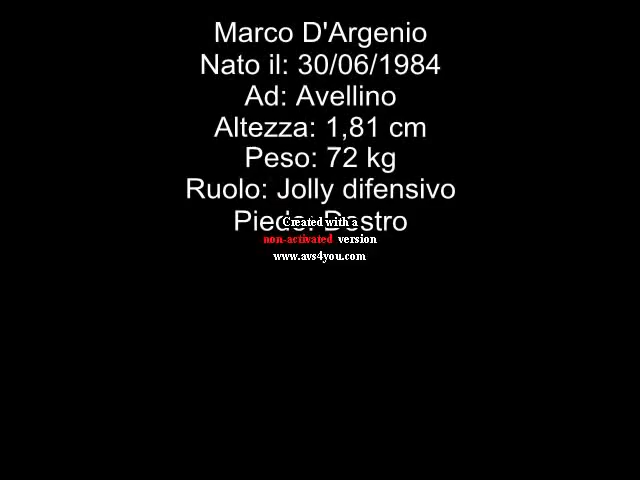 Marco D'Argenio
Nato il: 30/06/1984
Ad: Avellino
Altezza: 1,81 cm
Peso: 72 kg
Ruolo: Jolly difensivo
Piede: Destro
Created with a
non-activated version
www.avs4you.com